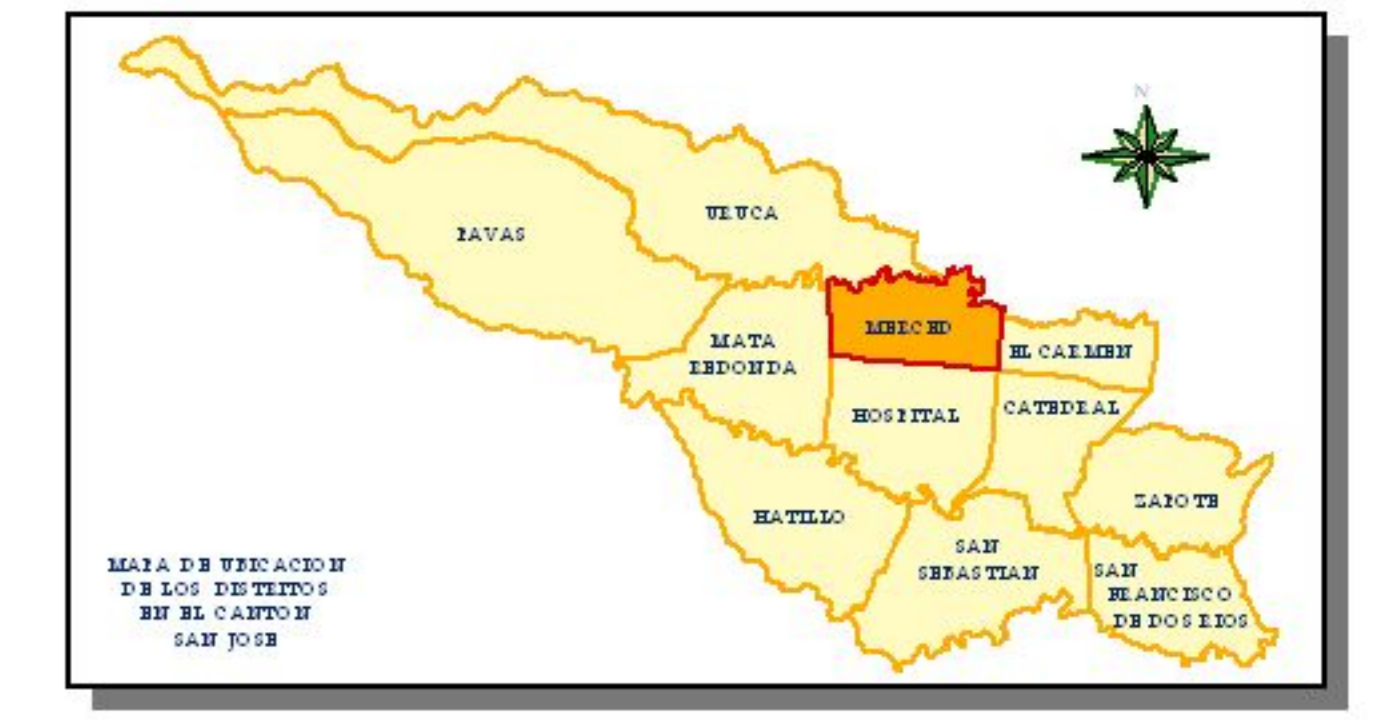 N
URUCA
PAVAS
MERCED
MATA
REDONDA
EL CARMEN
HOSPITAL
CATEDRAL
ZAPOTE
HATILLO
SAN
SEBASTIAN
SAN
FRANCISCO
DE DOS RIOS
MAPA DE UBICACION
DE LOS DISTRITOS
EN EL CANTON
SAN JOSE